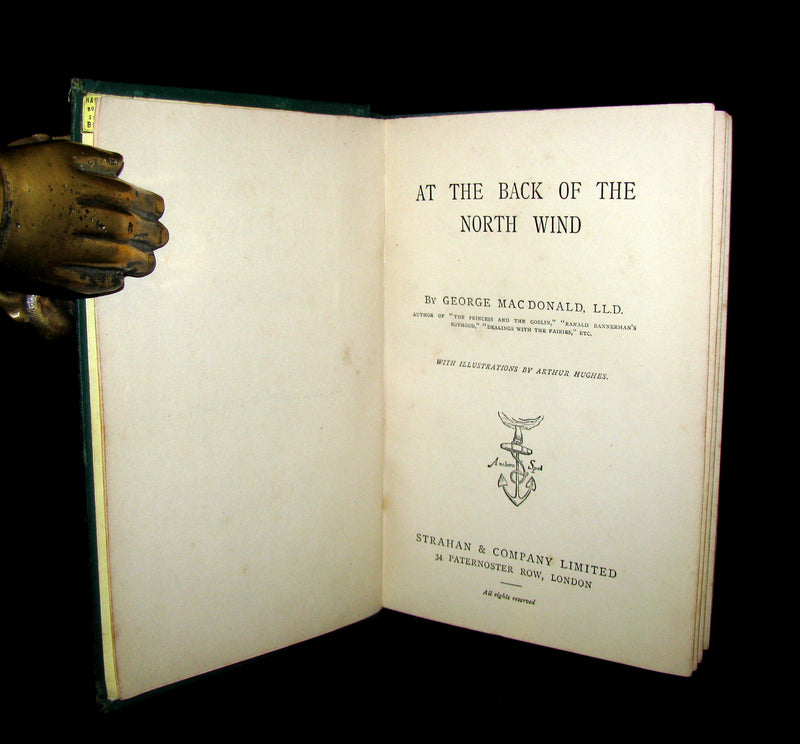 AT THE BACK OF THE
NORTH WIND
BY GEORGE MACDONALD, LL.D.
AUTHOR OF "THE PRINCESS AND THE GOBLIN," "RANALD BANNERMAN'S
BOYHOOD," "DEALINGS WITH THE FAIRIES," ETC.
WITH ILLUSTRATIONS BY ARTHUR HUGHES.
Anchora Spei
STRAHAN & COMPANY LIMITED
34 PATERNOSTER ROW, LONDON
All rights reserved